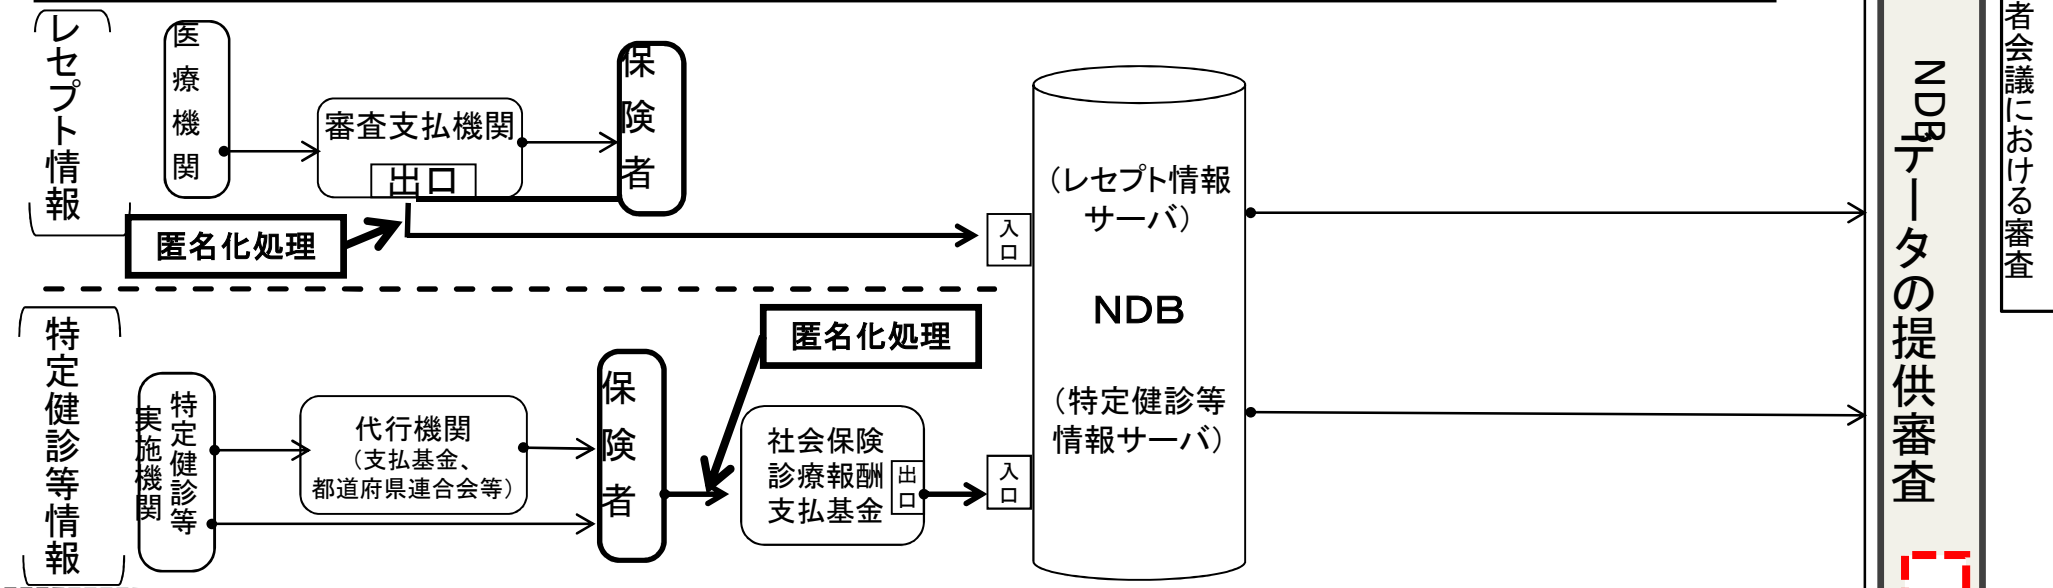 レセプト情報
医療機関
審査支払機関
出口
保険者
匿名化処理
入口
(レセプト情報
サーバ)
NDB
(特定健診等
情報サーバ)
特定健診等情報
特定健診等
実施機関
代行機関
(支払基金、
都道府県連合会等)
保険者
匿名化処理
社会保険
診療報酬
支払基金
出口
入口
NDBデータの提供審査
者会議における審査